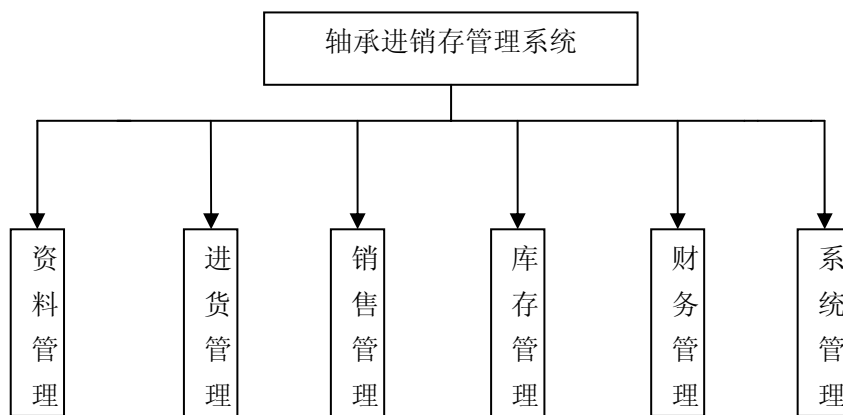 轴承进销存管理系统
资料管理
进货管理
销售管理
库存管理
财务管理
系统管理